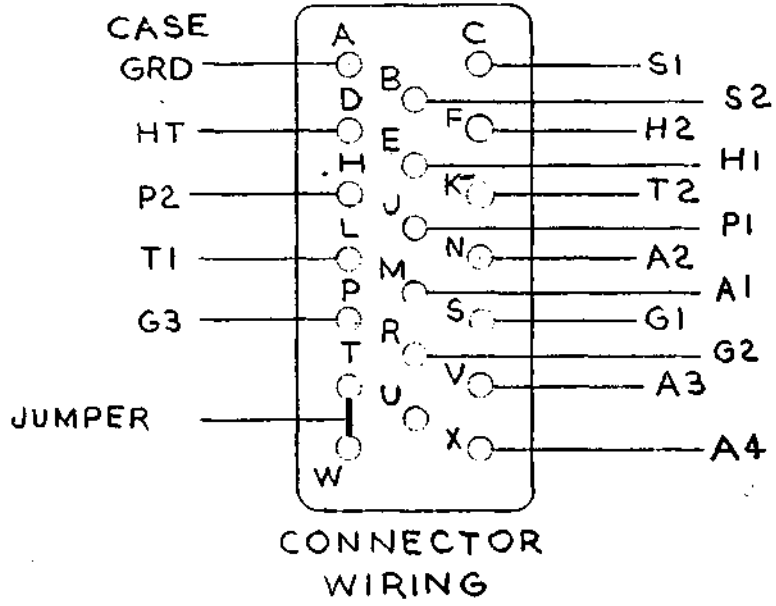 CASE
GRD
A
C
S1
B
S2
D
HT
F
H2
E
H1
H
P2
K
T2
J
P1
L
T1
N
A2
M
A1
P
G3
S
G1
R
G2
T
V
A3
U
JUMPER
X
A4
W
CONNECTOR
WIRING